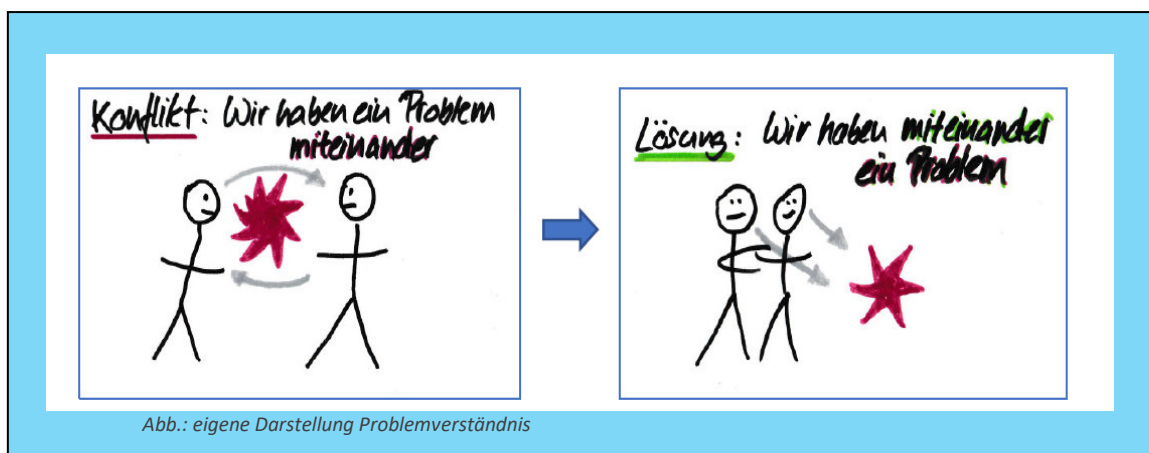 Konflikt: Wir haben ein Problem
miteinander
Lösung: Wir haben miteinander
ein Problem
Abb.: eigene Darstellung Problemverständnis